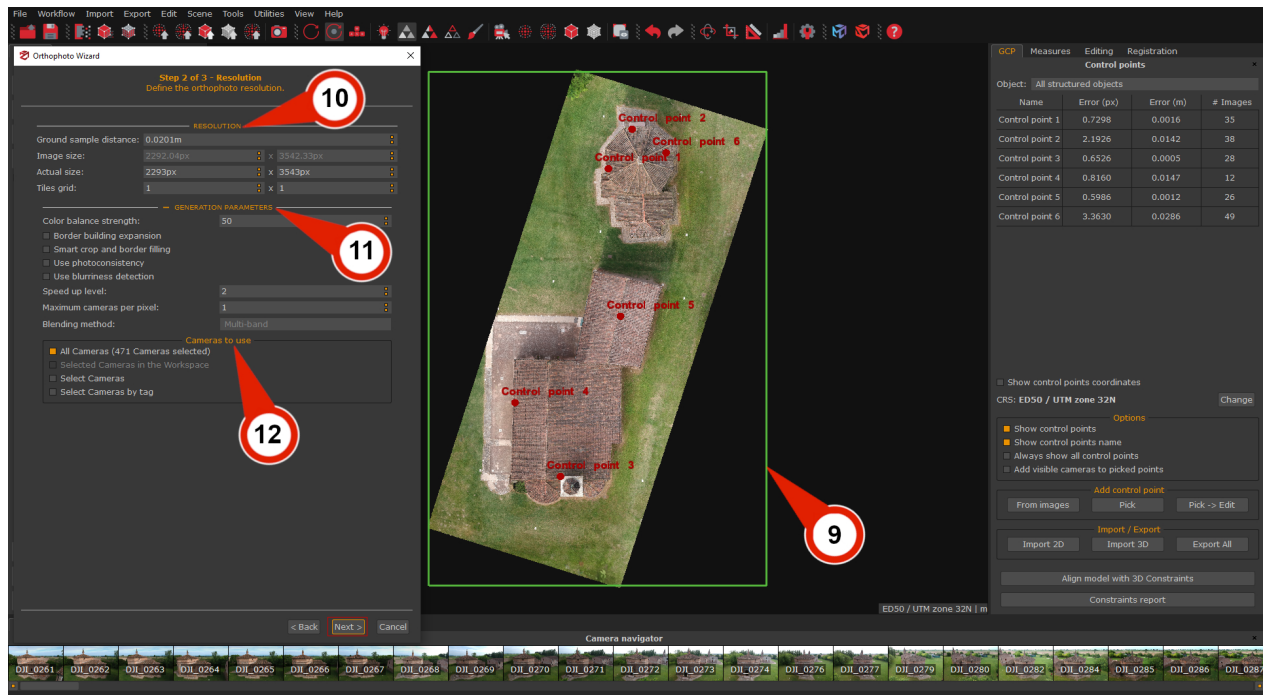 File Workflow Import Export Edit Scene Tools Utilities View Help
Orthophoto Wizard
Step 2 of 3 - Resolution
Define the orthophoto resolution.
10
RESOLUTION
Ground sample distance: 0.0201m
Image size: 2292.04px x 3542.33px
Actual size: 2293px x 3543px
Tiles grid: 1 x 1
GENERATION PARAMETERS
Color balance strength: 50
Border building expansion
Smart crop and border filling
Use photoconsistency
Use blurriness detection
11
Speed up level: 2
Maximum cameras per pixel: 1
Blending method: Multi-band
Cameras to use
All Cameras (471 Cameras selected)
Selected Cameras in the Workspace
Select Cameras
Select Cameras by tag
12
< Back Next > Cancel
Control point 2
Control point 6
Control point 1
Control point 5
Control point 4
Control point 3
9
ED50 / UTM zone 32N | m
GCP Measures Editing Registration
Control points
Object: All structured objects
Name Error (px) Error (m) # Images
Control point 1 0.7298 0.0016 35
Control point 2 2.1926 0.0142 38
Control point 3 0.6526 0.0005 28
Control point 4 0.8160 0.0147 12
Control point 5 0.5986 0.0012 26
Control point 6 3.3630 0.0286 49
Show control points coordinates
CRS: ED50 / UTM zone 32N Change
Options
Show control points
Show control points name
Always show all control points
Add visible cameras to picked points
Add control point
From images Pick Pick -> Edit
Import / Export
Import 2D Import 3D Export All
Align model with 3D Constraints
Constraints report
Camera navigator
DJI_0261 DJI_0262 DJI_0263 DJI_0264 DJI_0265 DJI_0266 DJI_0267 DJI_0268 DJI_0269 DJI_0270 DJI_0271 DJI_0272 DJI_0273 DJI_0274 DJI_0276 DJI_0277 DJI_0279 DJI_0280 DJI_0282 DJI_0284 DJI_0285 DJI_0286 DJI_0287